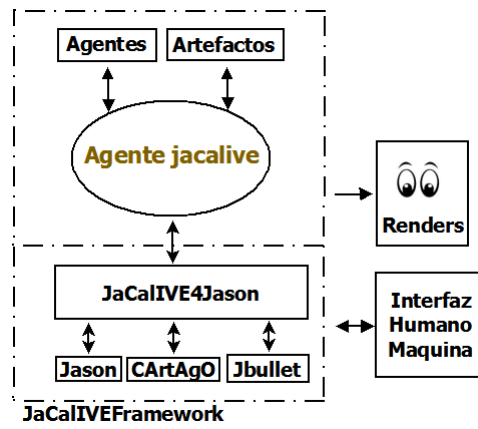 Agentes
Artefactos
Agente jacalive
Renders
JaCalIVE4Jason
Interfaz
Humano
Maquina
Jason
CArtAgO
Jbullet
JaCalIVEFramework